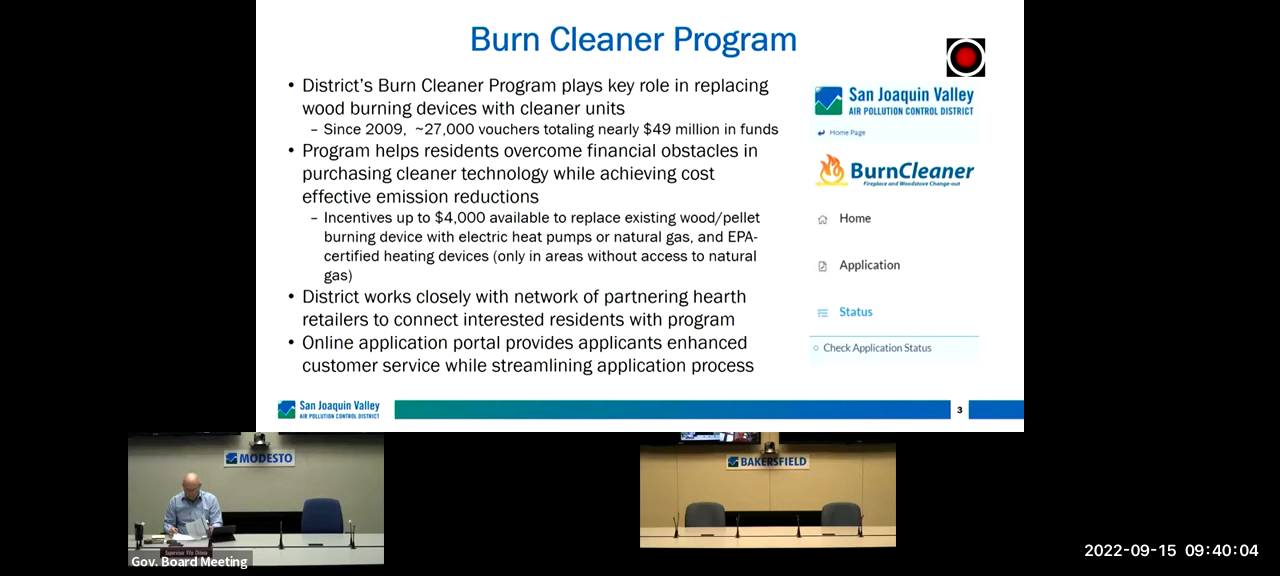 Burn Cleaner Program
• District's Burn Cleaner Program plays key role in replacing
wood burning devices with cleaner units
– Since 2009, ~27,000 vouchers totaling nearly $49 million in funds
• Program helps residents overcome financial obstacles in
purchasing cleaner technology while achieving cost
effective emission reductions
– Incentives up to $4,000 available to replace existing wood/pellet
burning device with electric heat pumps or natural gas, and EPA-
certified heating devices (only in areas without access to natural
gas)
• District works closely with network of partnering hearth
retailers to connect interested residents with program
• Online application portal provides applicants enhanced
customer service while streamlining application process
San Joaquin Valley
AIR POLLUTION CONTROL DISTRICT
Home Page
BurnCleaner
Fireplace and Woodstove Change-out
Home
Application
Status
Check Application Status
San Joaquin Valley
AIR POLLUTION CONTROL DISTRICT
3
MODESTO
BAKERSFIELD
Supervisor Vito Chiesa
Gov. Board Meeting
2022-09-15 09:40:04